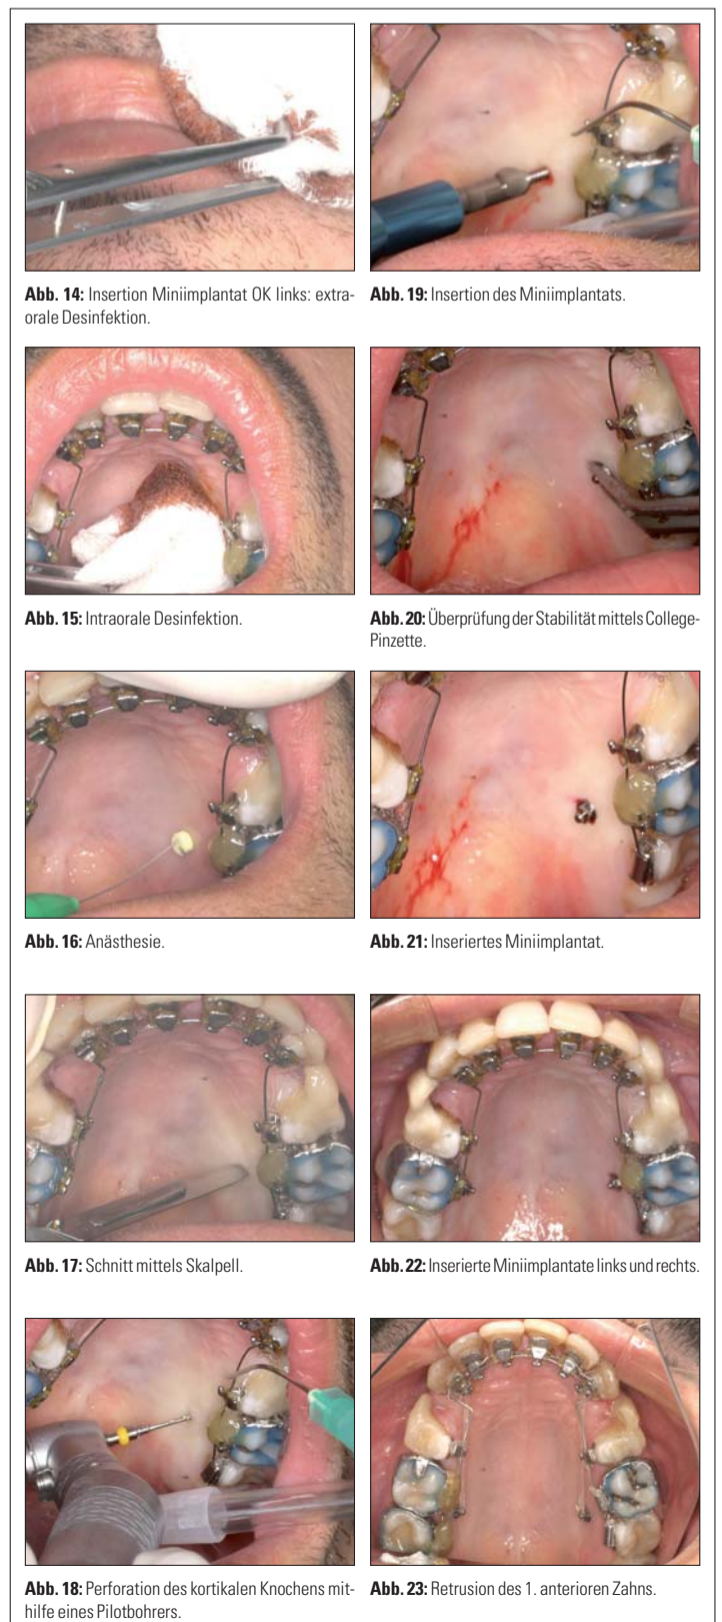 Abb. 14: Insertion Miniimplantat OK links: extra-
orale Desinfektion.
Abb. 15: Intraorale Desinfektion.
Abb. 16: Anästhesie.
Abb. 17: Schnitt mittels Skalpell.
Abb. 18: Perforation des kortikalen Knochens mit-
hilfe eines Pilotbohrers.
Abb. 19: Insertion des Miniimplantats.
Abb. 20: Überprüfung der Stabilität mittels College-
Pinzette.
Abb. 21: Inseriertes Miniimplantat.
Abb. 22: Inserierte Miniimplantate links und rechts.
Abb. 23: Retrusion des 1. anterioren Zahns.